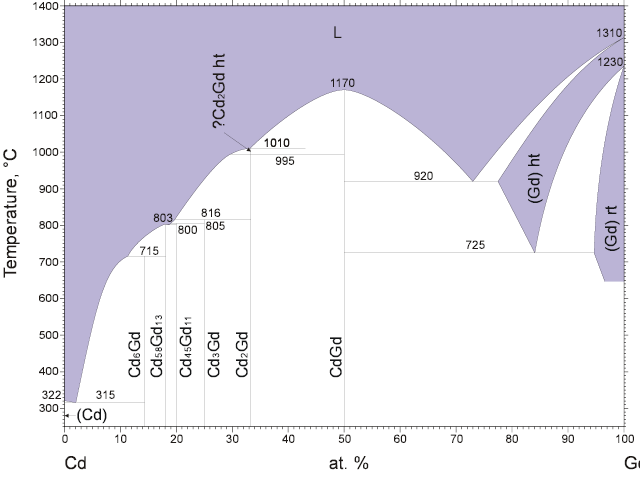 1400
1300
1200
1100
1000
900
800
700
600
500
400
300
Temperature, °C
L
1310
1230
1170
?Cd₂Gd ht
1010
995
920
816
803
800
805
725
715
(Gd) ht
(Gd) rt
Cd₆Gd
Cd₅₈Gd₁₃
Cd₄₅Gd₁₁
Cd₃Gd
Cd₂Gd
CdGd
322
315
(Cd)
0 10 20 30 40 50 60 70 80 90 100
Cd at. % Gd